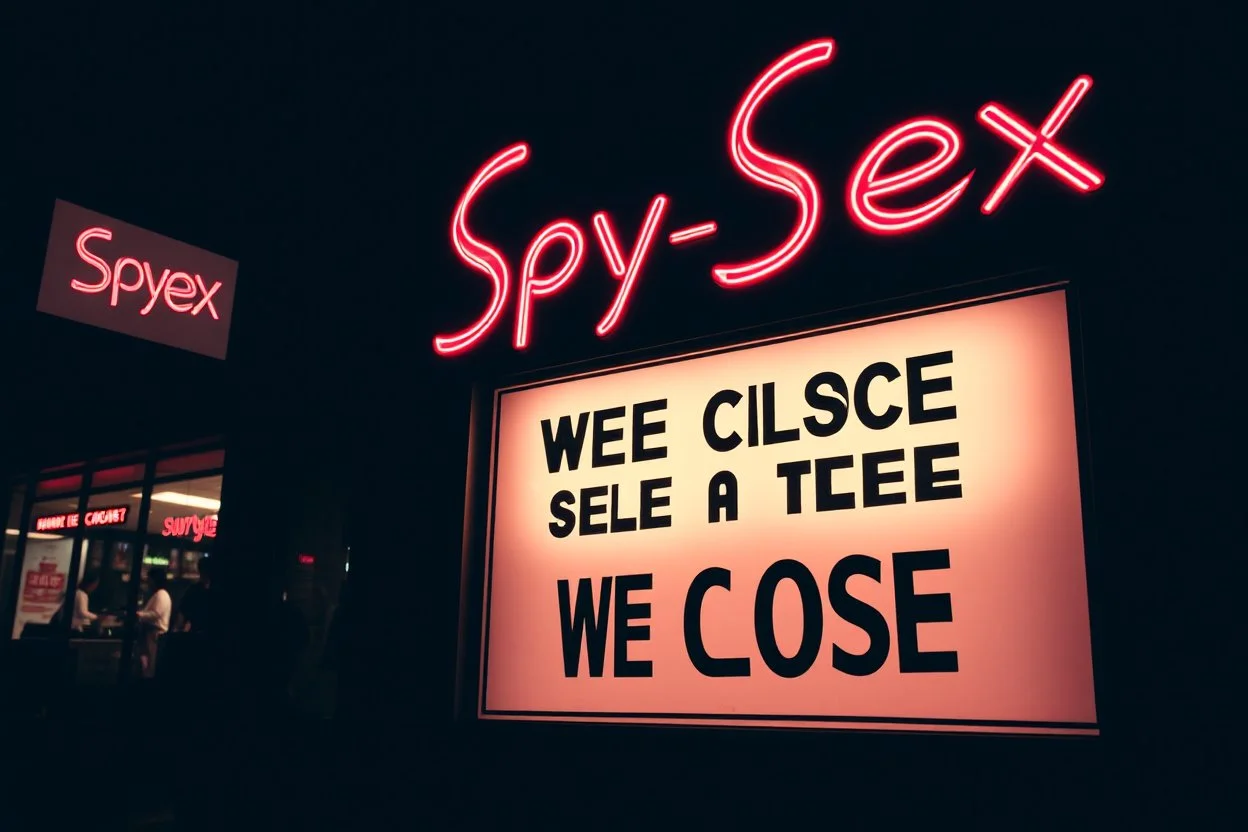 Spy-Sex
Spyex
WEE CILSCE
SELE A TCEE
WE COSE